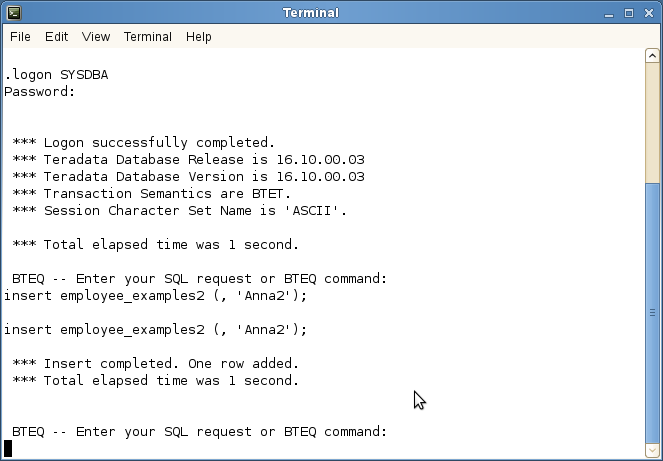 Terminal
File Edit View Terminal Help
.logon SYSDBA
Password:
*** Logon successfully completed.
*** Teradata Database Release is 16.10.00.03
*** Teradata Database Version is 16.10.00.03
*** Transaction Semantics are BTET.
*** Session Character Set Name is 'ASCII'.
*** Total elapsed time was 1 second.
BTEQ -- Enter your SQL request or BTEQ command:
insert employee_examples2 (, 'Anna2');
insert employee_examples2 (, 'Anna2');
*** Insert completed. One row added.
*** Total elapsed time was 1 second.
BTEQ -- Enter your SQL request or BTEQ command: